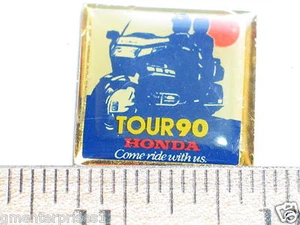 TOUR90
HONDA
Come ride with us.